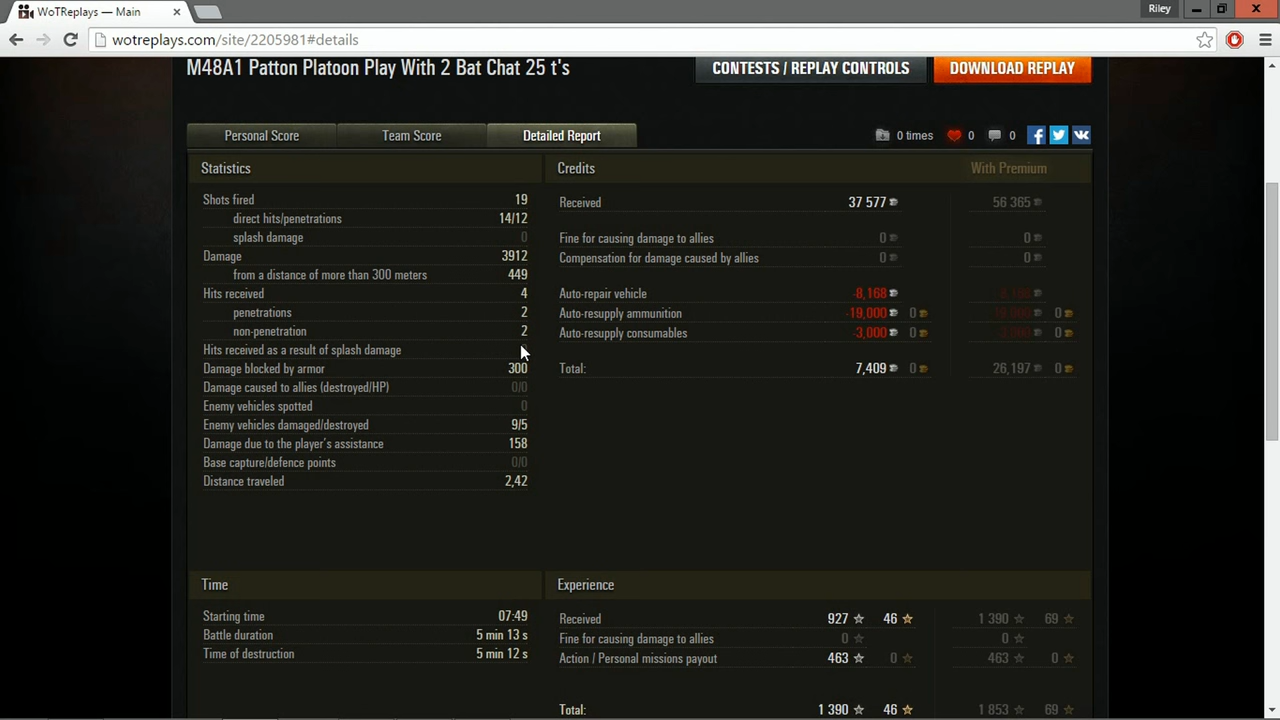 WoTReplays — Main
Riley
wotreplays.com/site/2205981#details
M48A1 Patton Platoon Play With 2 Bat Chat 25 t's
CONTESTS / REPLAY CONTROLS
DOWNLOAD REPLAY
Personal Score
Team Score
Detailed Report
0 times
0
0
Statistics
Credits
With Premium
Shots fired 19
Received 37 577 56 365
direct hits/penetrations 14/12
splash damage 0
Fine for causing damage to allies 0 0
Damage 3912
Compensation for damage caused by allies 0 0
from a distance of more than 300 meters 449
Hits received 4
Auto-repair vehicle -8,168
penetrations 2
Auto-resupply ammunition -19,000 0 -19,000 0
non-penetration 2
Auto-resupply consumables -3,000 0 -3,000 0
Hits received as a result of splash damage
Damage blocked by armor 300
Total: 7,409 0 26,197 0
Damage caused to allies (destroyed/HP) 0/0
Enemy vehicles spotted 0
Enemy vehicles damaged/destroyed 9/5
Damage due to the player's assistance 158
Base capture/defence points 0/0
Distance traveled 2,42
Time
Experience
Starting time 07:49
Received 927 46 1 390 69
Battle duration 5 min 13 s
Fine for causing damage to allies 0 0
Time of destruction 5 min 12 s
Action / Personal missions payout 463 0 463 0
Total: 1 390 46 1 853 69